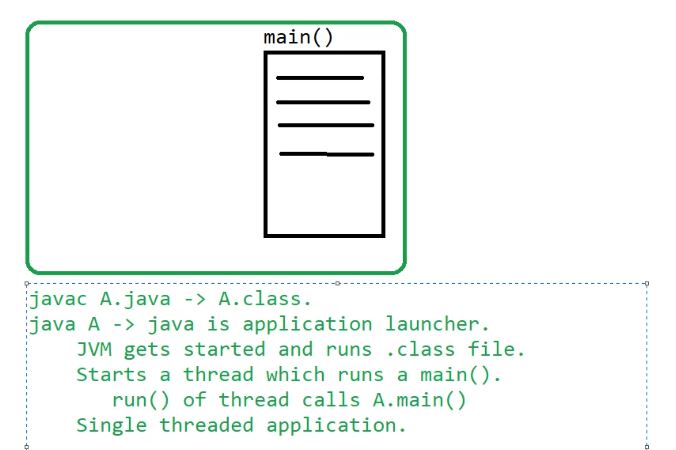 main()
javac A.java -> A.class.
java A -> java is application launcher.
JVM gets started and runs .class file.
Starts a thread which runs a main().
run() of thread calls A.main()
Single threaded application.